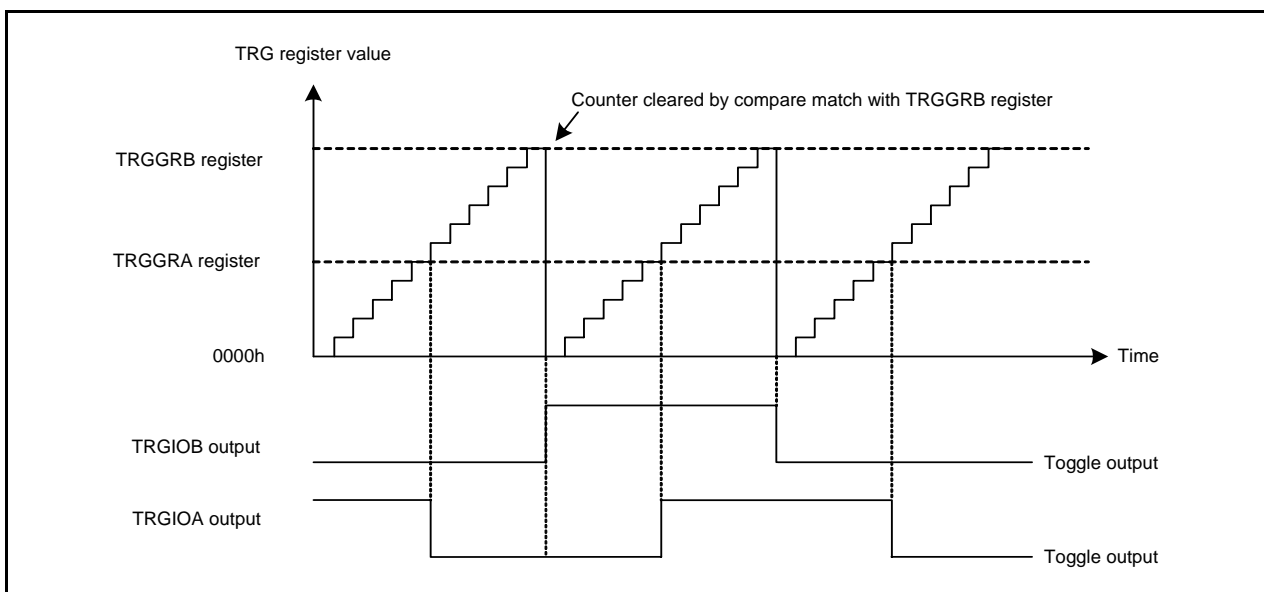 TRG register value
Counter cleared by compare match with TRGGRB register
TRGGRB register
TRGGRA register
0000h
Time
TRGIOB output
Toggle output
TRGIOA output
Toggle output